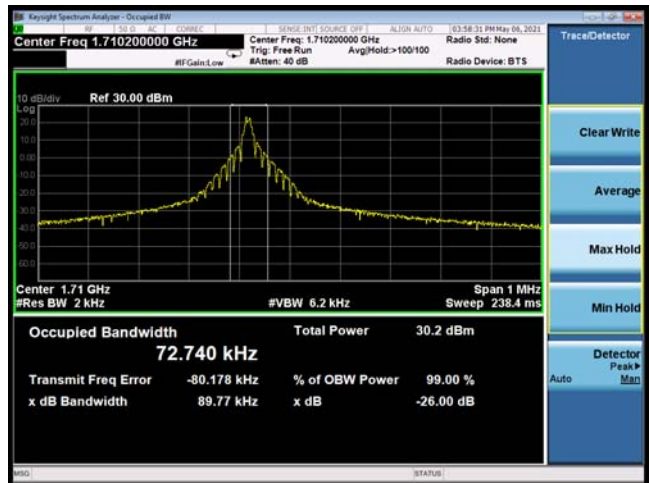 Keysight Spectrum Analyzer - Occupied BW
RF 50 Ω AC CORREC SENSE:INT SOURCE OFF ALIGN AUTO 03:58:31 PM May 06, 2021
Center Freq 1.710200000 GHz
Center Freq: 1.710200000 GHz
Radio Std: None
Trig: Free Run Avg|Hold:>100/100
#IFGain:Low #Atten: 40 dB Radio Device: BTS
10 dB/div Ref 30.00 dBm
Log
20.0
10.0
0.00
10.0
20.0
30.0
40.0
50.0
60.0
Center 1.71 GHz Span 1 MHz
#Res BW 2 kHz #VBW 6.2 kHz Sweep 238.4 ms
Occupied Bandwidth Total Power 30.2 dBm
72.740 kHz
Transmit Freq Error -80.178 kHz % of OBW Power 99.00 %
x dB Bandwidth 89.77 kHz x dB -26.00 dB
MSG STATUS
Trace/Detector
Clear Write
Average
Max Hold
Min Hold
Detector
Peak▶
Auto Man